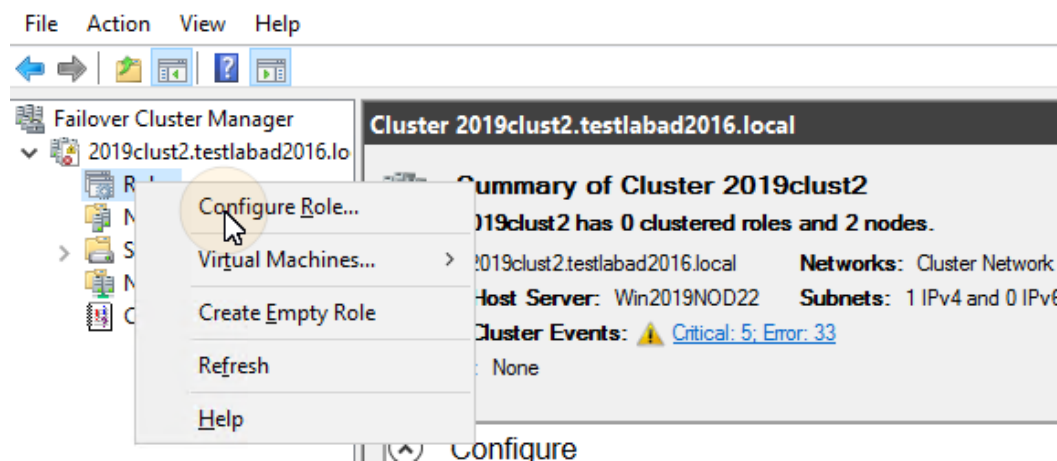 File Action View Help
Failover Cluster Manager
2019clust2.testlabad2016.lo
R
N
S
N
C
Configure Role...
Virtual Machines...
Create Empty Role
Refresh
Help
Cluster 2019clust2.testlabad2016.local
Summary of Cluster 2019clust2
019clust2 has 0 clustered roles and 2 nodes.
2019clust2.testlabad2016.local Networks: Cluster Network
Host Server: Win2019NOD22 Subnets: 1 IPv4 and 0 IPv6
Cluster Events: Critical: 5; Error: 33
: None
Configure